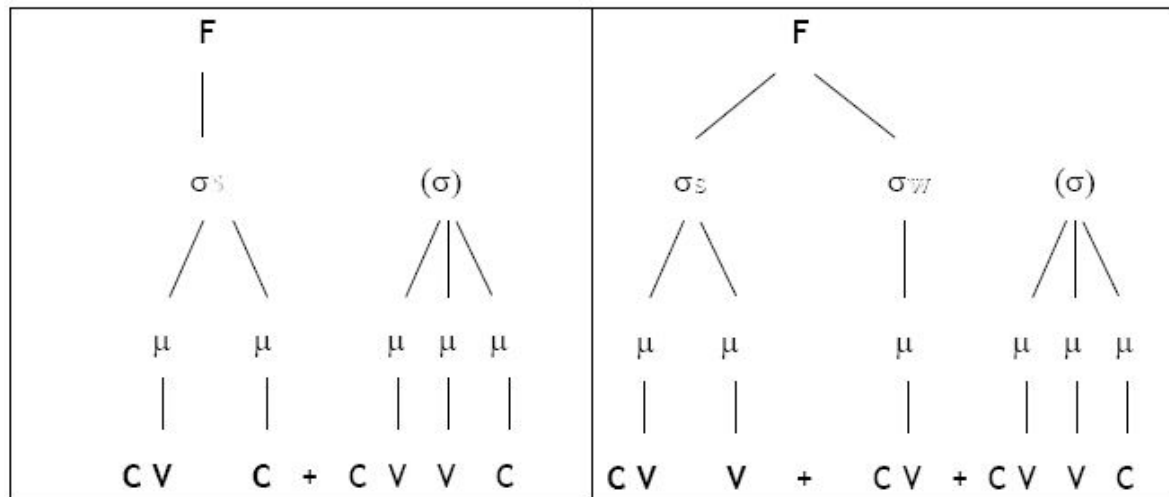 F F
σs (σ) σs σw (σ)
μ μ μ μ μ μ μ μ μ μ μ
C V C + C V V C C V V + C V + C V V C